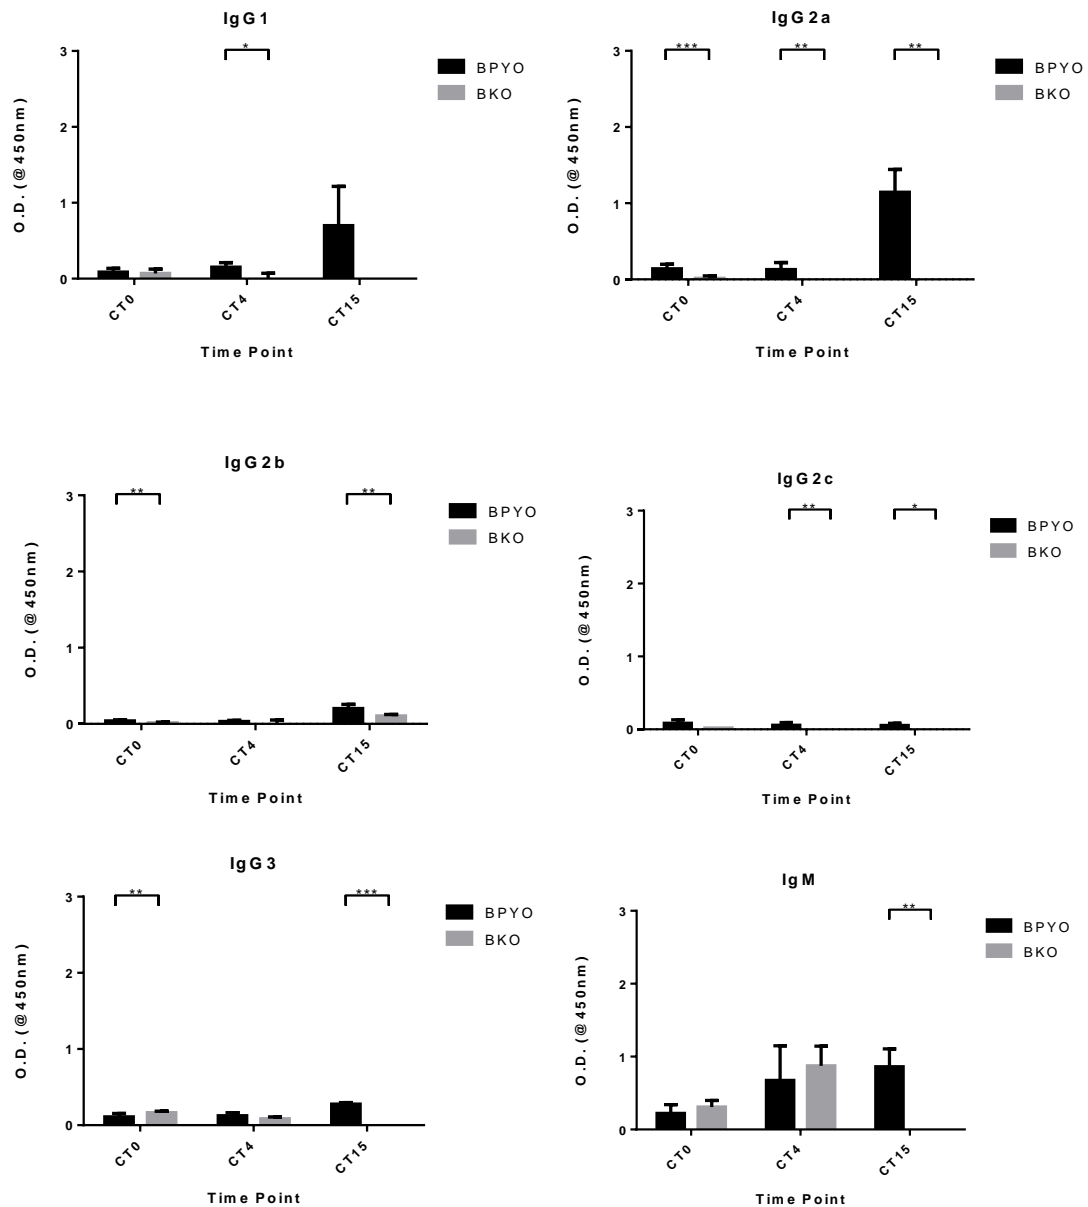 IgG1
*
3
2
1
0
O.D. (@450nm)
BPYO
BKO
CT0
CT4
CT15
Time Point
IgG2a
***
**
**
3
2
1
0
O.D. (@450nm)
BPYO
BKO
CT0
CT4
CT15
Time Point
IgG2b
**
**
3
2
1
0
O.D. (@450nm)
BPYO
BKO
CT0
CT4
CT15
Time Point
IgG2c
**
*
3
2
1
0
O.D. (@450nm)
BPYO
BKO
CT0
CT4
CT15
Time Point
IgG3
**
***
3
2
1
0
O.D. (@450nm)
BPYO
BKO
CT0
CT4
CT15
Time Point
IgM
**
3
2
1
0
O.D. (@450nm)
BPYO
BKO
CT0
CT4
CT15
Time Point